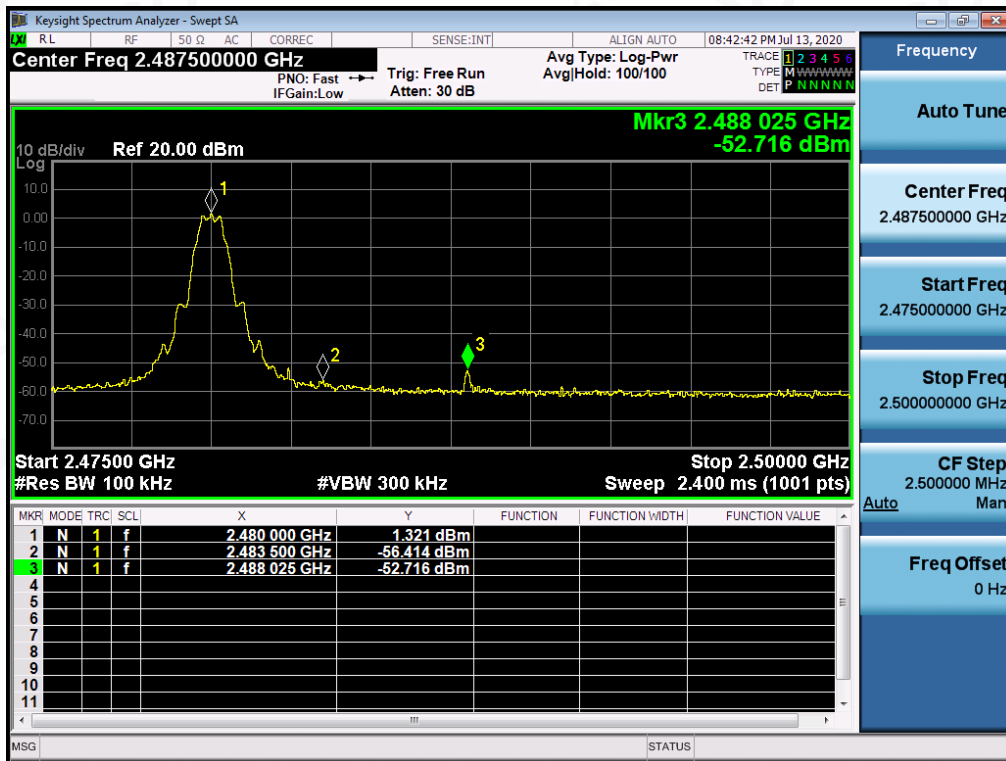 Keysight Spectrum Analyzer - Swept SA
LXI RL RF 50 Ω AC CORREC SENSE:INT ALIGN AUTO 08:42:42 PM Jul 13, 2020
Center Freq 2.487500000 GHz
PNO: Fast
IFGain:Low
Trig: Free Run
Atten: 30 dB
Avg Type: Log-Pwr
Avg|Hold: 100/100
TRACE 1 2 3 4 5 6
TYPE M WWWWW
DET P N N N N N
Mkr3 2.488 025 GHz
-52.716 dBm
10 dB/div Ref 20.00 dBm
Log
10.0
0.00
-10.0
-20.0
-30.0
-40.0
-50.0
-60.0
-70.0
1
2
3
Start 2.47500 GHz Stop 2.50000 GHz
#Res BW 100 kHz #VBW 300 kHz Sweep 2.400 ms (1001 pts)
MKR MODE TRC SCL X Y FUNCTION FUNCTION WIDTH FUNCTION VALUE
1 N 1 f 2.480 000 GHz 1.321 dBm
2 N 1 f 2.483 500 GHz -56.414 dBm
3 N 1 f 2.488 025 GHz -52.716 dBm
4
5
6
7
8
9
10
11
MSG STATUS
Frequency
Auto Tune
Center Freq
2.487500000 GHz
Start Freq
2.475000000 GHz
Stop Freq
2.500000000 GHz
CF Step
2.500000 MHz
Auto Man
Freq Offset
0 Hz